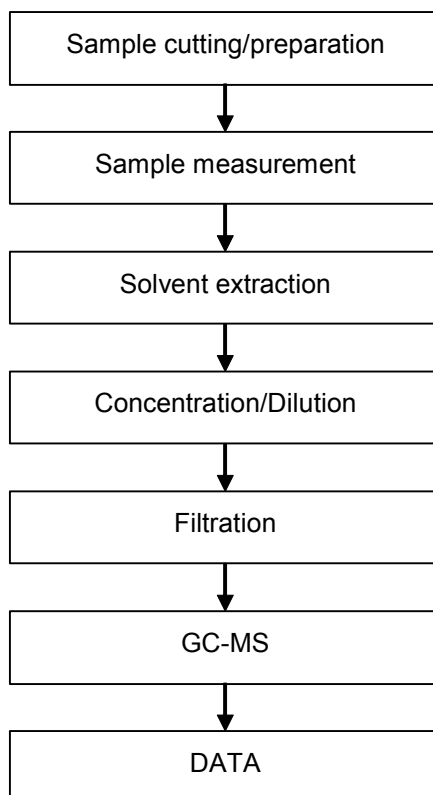 Sample cutting/preparation
Sample measurement
Solvent extraction
Concentration/Dilution
Filtration
GC-MS
DATA